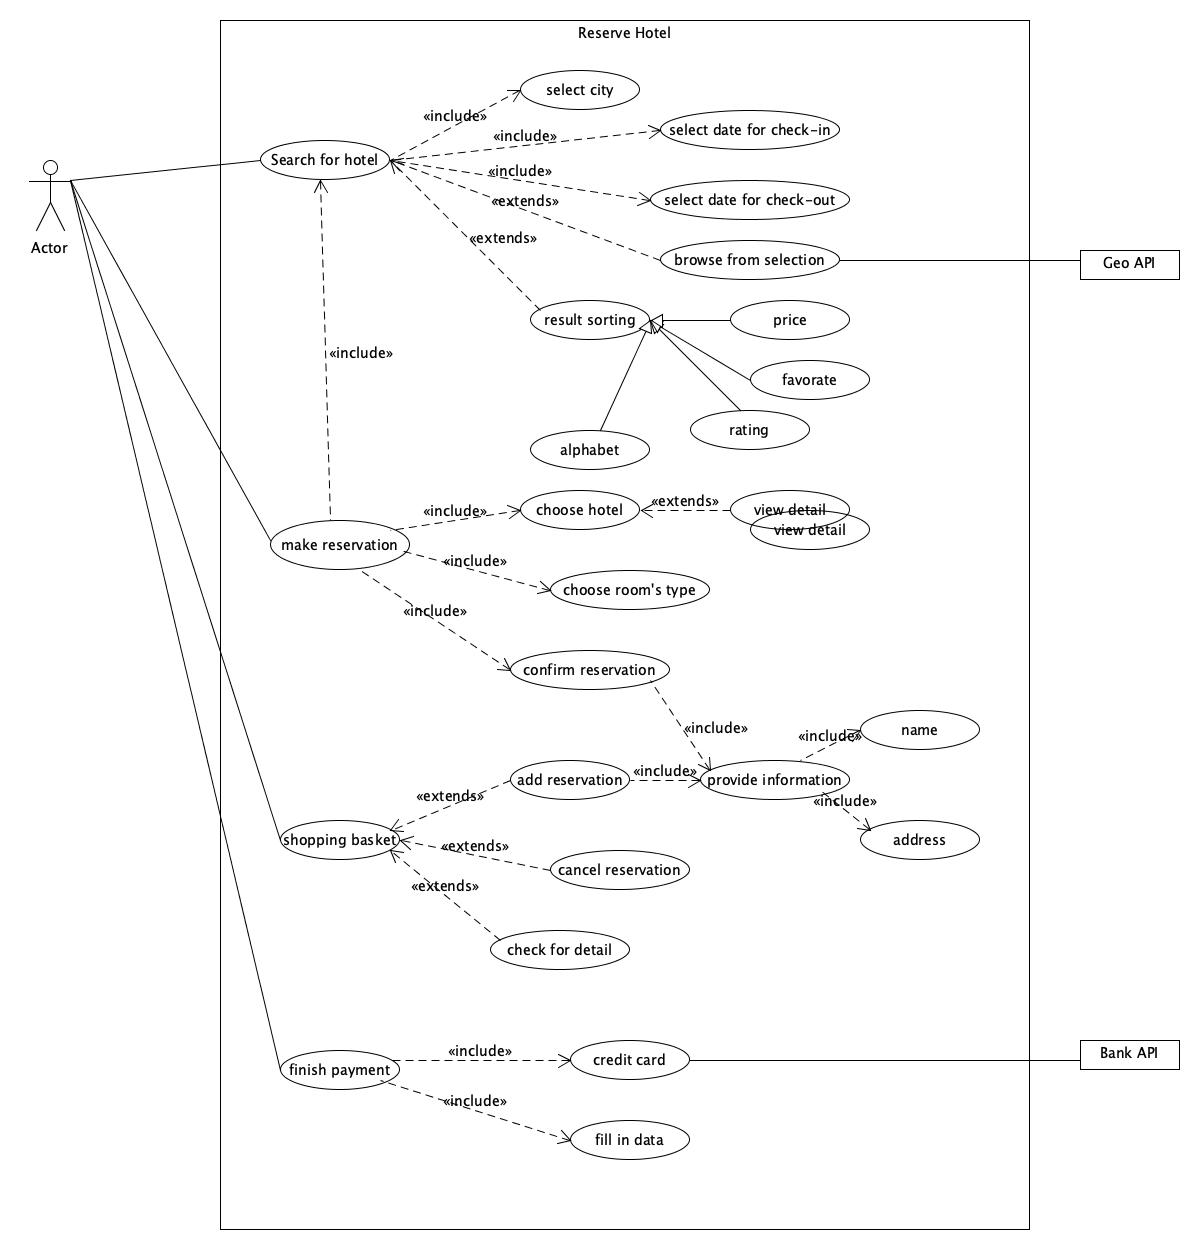 Reserve Hotel
select city
«include»
select date for check-in
«include»
Search for hotel
«include»
select date for check-out
«extends»
Actor
«extends»
browse from selection
Geo API
result sorting
price
«include»
favorate
rating
alphabet
«extends»
«include»
choose hotel
view detail
view detail
make reservation
«include»
choose room's type
«include»
confirm reservation
«include»
name
«include»
«include»
add reservation
provide information
«extends»
«include»
shopping basket
address
«extends»
cancel reservation
«extends»
check for detail
«include»
credit card
Bank API
finish payment
«include»
fill in data